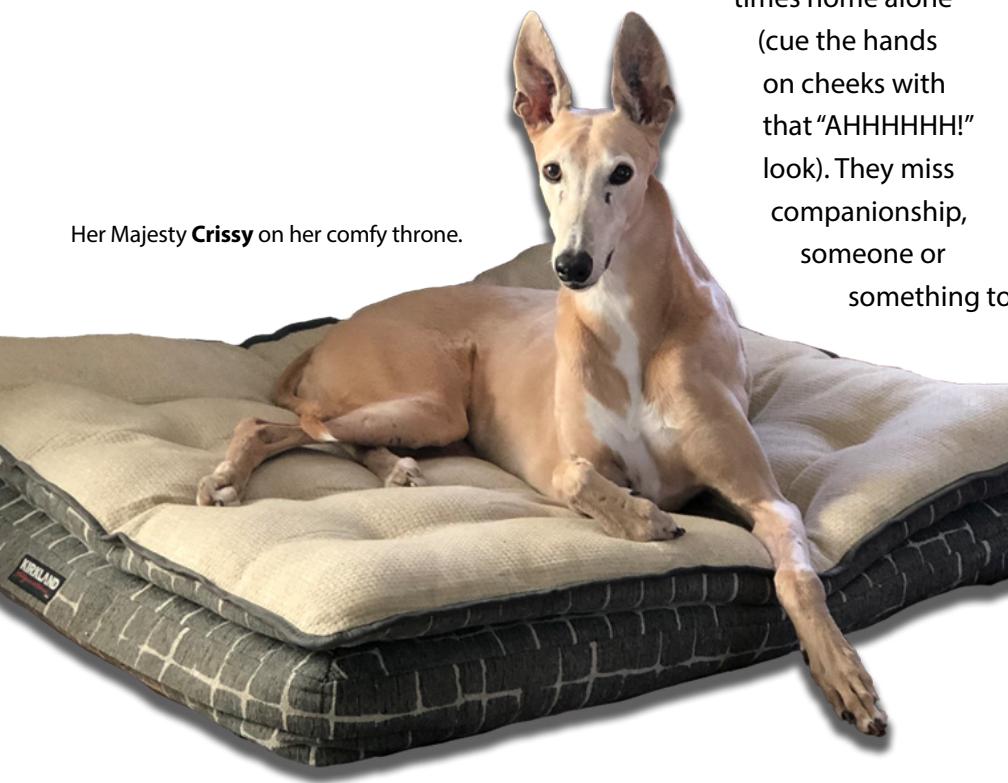 times home alone
(cue the hands
on cheeks with
that “AHHHHHH!”
look). They miss
companionship,
someone or
something to
Her Majesty Crissy on her comfy throne.
KIRKLAND